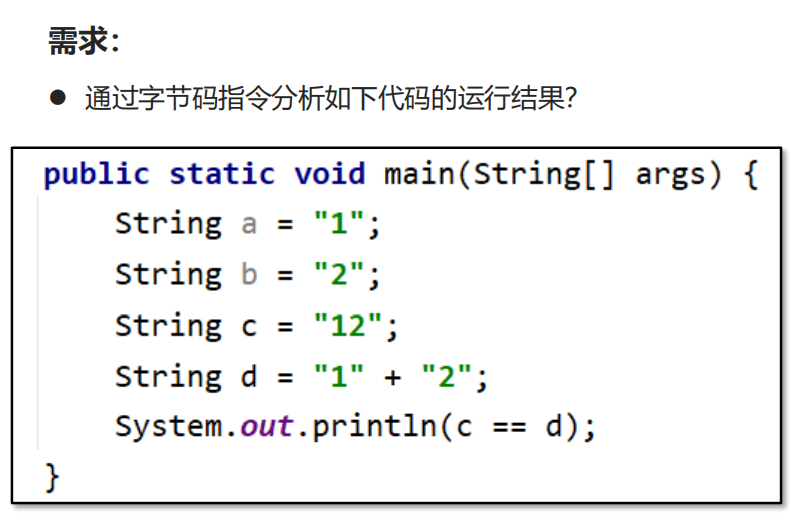 需求：
● 通过字节码指令分析如下代码的运行结果?
public static void main(String[] args) {
    String a = "1";
    String b = "2";
    String c = "12";
    String d = "1" + "2";
    System.out.println(c == d);
}